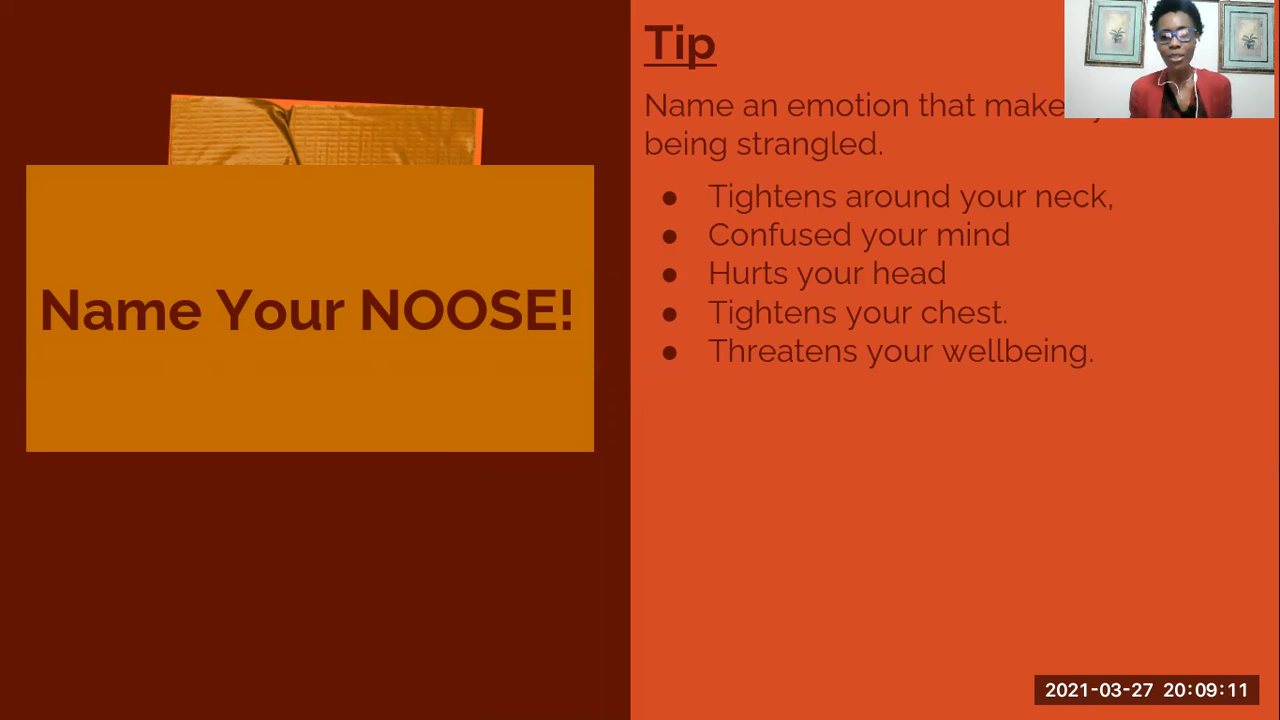 Name Your NOOSE!
Tip
Name an emotion that make
being strangled.
● Tightens around your neck,
● Confused your mind
● Hurts your head
● Tightens your chest.
● Threatens your wellbeing.
2021-03-27 20:09:11